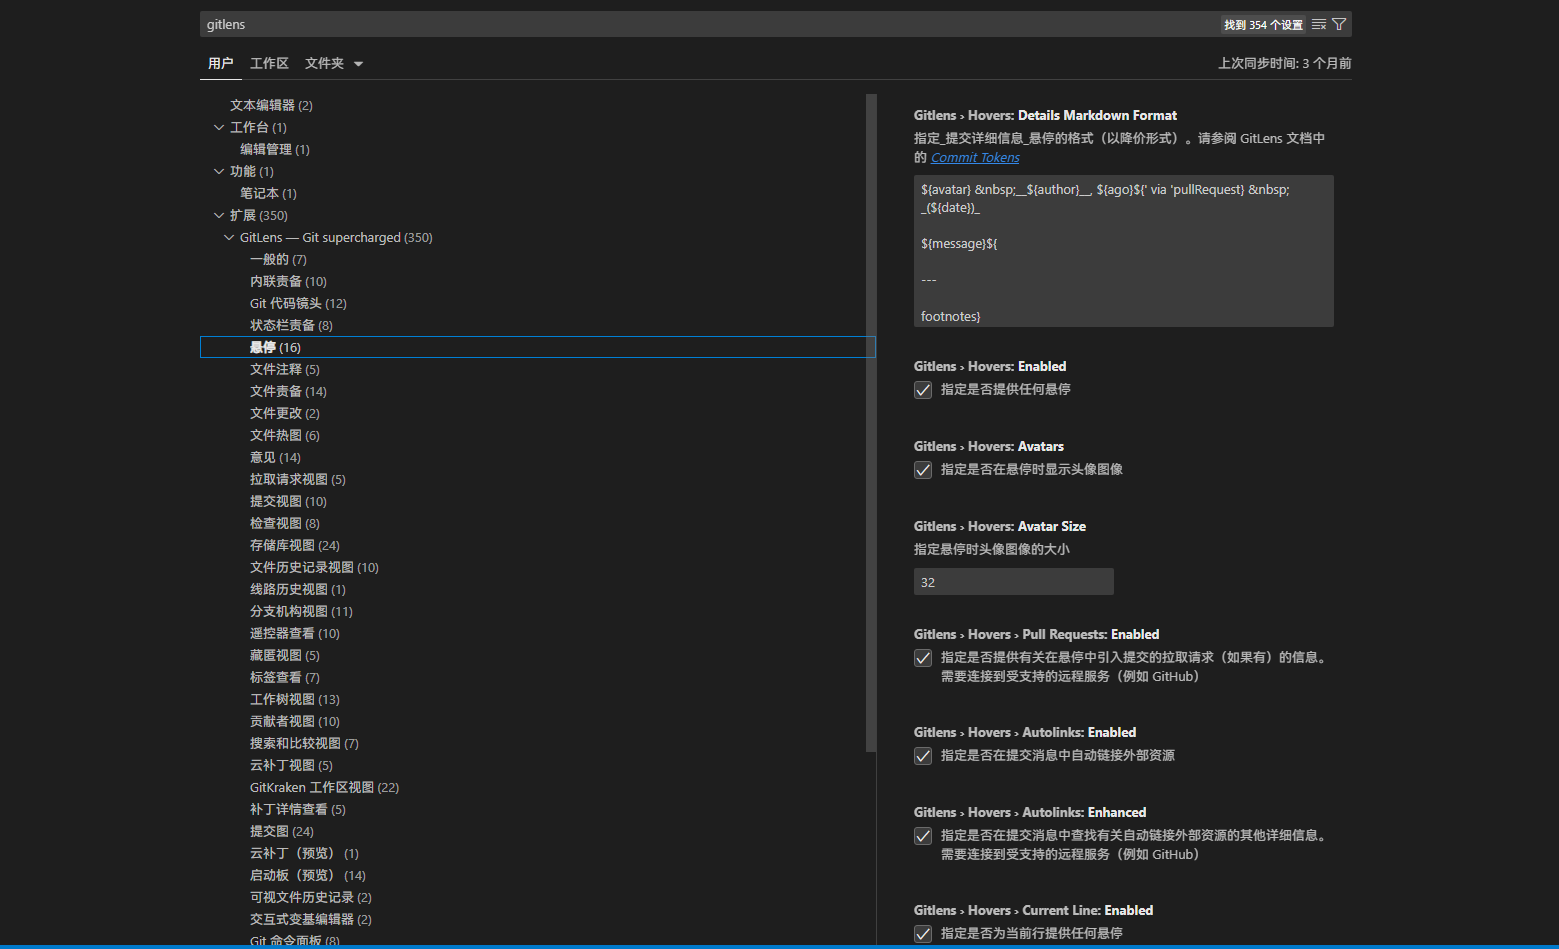 gitlens
找到 354 个设置
用户
工作区
文件夹
上次同步时间: 3 个月前
文本编辑器 (2)
工作台 (1)
编辑管理 (1)
功能 (1)
笔记本 (1)
扩展 (350)
GitLens — Git supercharged (350)
一般的 (7)
内联责备 (10)
Git 代码镜头 (12)
状态栏责备 (8)
悬停 (16)
文件注释 (5)
文件责备 (14)
文件更改 (2)
文件热图 (6)
意见 (14)
拉取请求视图 (5)
提交视图 (10)
检查视图 (8)
存储库视图 (24)
文件历史记录视图 (10)
线路历史视图 (1)
分支机构视图 (11)
遥控器查看 (10)
藏匿视图 (5)
标签查看 (7)
工作树视图 (13)
贡献者视图 (10)
搜索和比较视图 (7)
云补丁视图 (5)
GitKraken 工作区视图 (22)
补丁详情查看 (5)
提交图 (24)
云补丁（预览） (1)
启动板（预览） (14)
可视文件历史记录 (2)
交互式变基编辑器 (2)
Git 命令面板 (8)
Gitlens › Hovers: Details Markdown Format
指定_提交详细信息_悬停的格式（以降价形式）。请参阅 GitLens 文档中
的 Commit Tokens
${avatar} &nbsp;__${author}__, ${ago}${' via 'pullRequest} &nbsp;
_(${date})_
${message}${
---
footnotes}
Gitlens › Hovers: Enabled
指定是否提供任何悬停
Gitlens › Hovers: Avatars
指定是否在悬停时显示头像图像
Gitlens › Hovers: Avatar Size
指定悬停时头像图像的大小
32
Gitlens › Hovers › Pull Requests: Enabled
指定是否提供有关在悬停中引入提交的拉取请求（如果有）的信息。
需要连接到受支持的远程服务（例如 GitHub）
Gitlens › Hovers › Autolinks: Enabled
指定是否在提交消息中自动链接外部资源
Gitlens › Hovers › Autolinks: Enhanced
指定是否在提交消息中查找有关自动链接外部资源的其他详细信息。
需要连接到受支持的远程服务（例如 GitHub）
Gitlens › Hovers › Current Line: Enabled
指定是否为当前行提供任何悬停